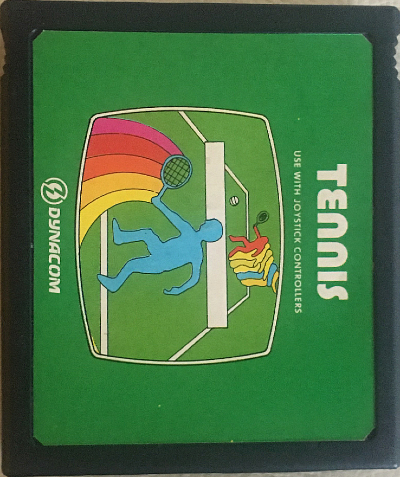 TENNIS
USE WITH JOYSTICK CONTROLLERS
DYNACOM